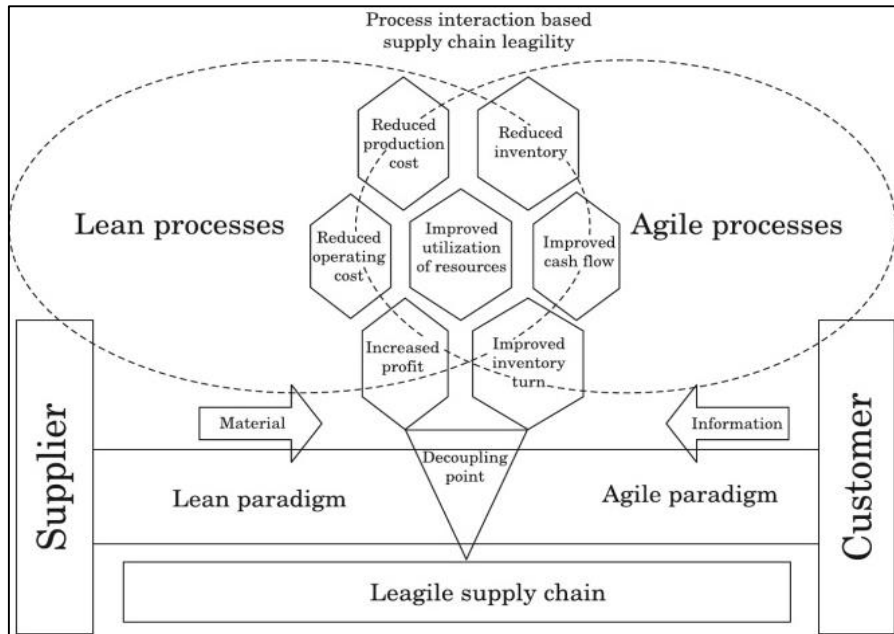 Process interaction based
supply chain leagility
Reduced
production
cost
Reduced
inventory
Lean processes
Reduced
operating
cost
Improved
utilization
of resources
Improved
cash flow
Agile processes
Increased
profit
Improved
inventory
turn
Supplier
Material
Information
Customer
Decoupling
point
Lean paradigm
Agile paradigm
Leagile supply chain